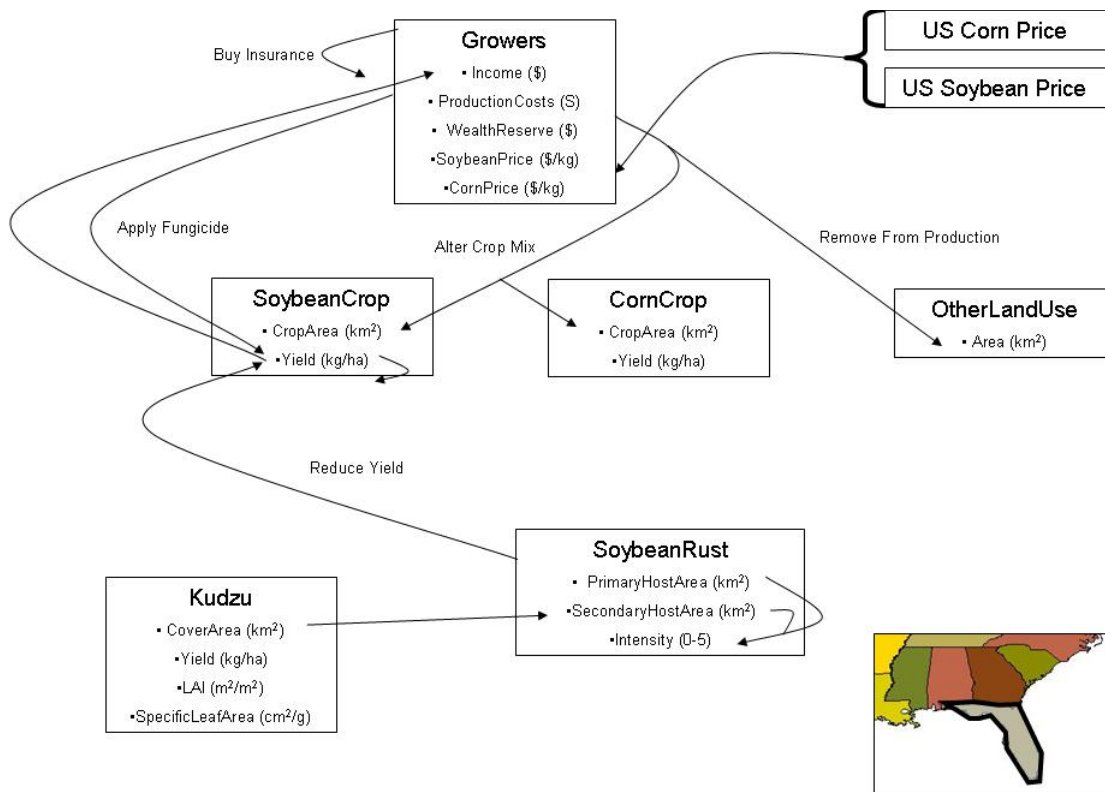 Growers
• Income ($)
•ProductionCosts (S)
• WealthReserve ($)
•SoybeanPrice ($/kg)
•CornPrice ($/kg)
US Corn Price
US Soybean Price
Buy Insurance
Apply Fungicide
Alter Crop Mix
Remove From Production
SoybeanCrop
• CropArea (km²)
•Yield (kg/ha)
CornCrop
• CropArea (km²)
•Yield (kg/ha)
OtherLandUse
• Area (km²)
Reduce Yield
SoybeanRust
• PrimaryHostArea (km²)
•SecondaryHostArea (km²)
•Intensity (0-5)
Kudzu
• CoverArea (km²)
•Yield (kg/ha)
•LAI (m²/m²)
•SpecificLeafArea (cm²/g)